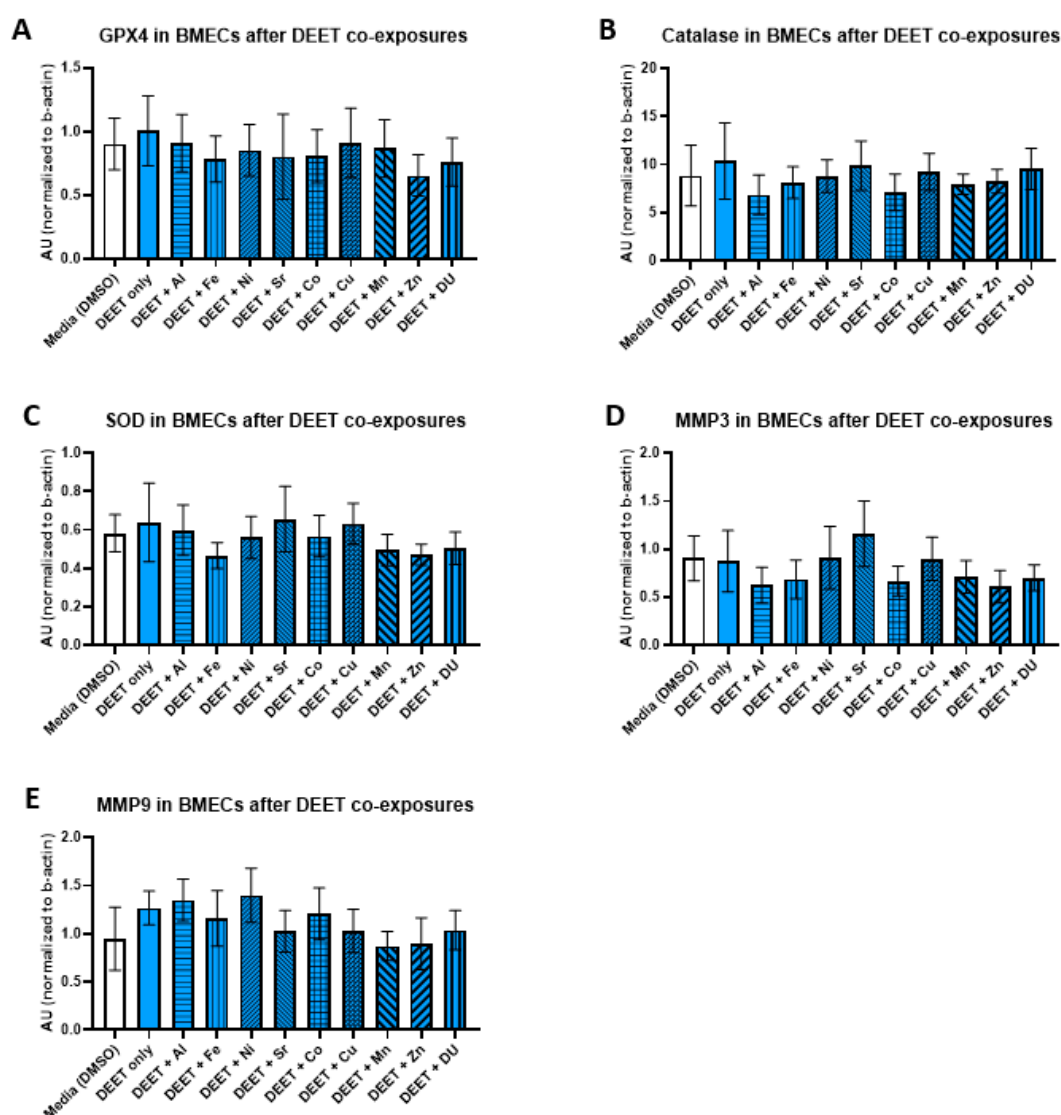 A
GPX4 in BMECs after DEET co-exposures
AU (normalized to b-actin)
1.5
1.0
0.5
0.0
Media (DMSO)
DEET only
DEET + Al
DEET + Fe
DEET + Ni
DEET + Sr
DEET + Co
DEET + Cu
DEET + Mn
DEET + Zn
DEET + DU
B
Catalase in BMECs after DEET co-exposures
AU (normalized to b-actin)
20
15
10
5
0
Media (DMSO)
DEET only
DEET + Al
DEET + Fe
DEET + Ni
DEET + Sr
DEET + Co
DEET + Cu
DEET + Mn
DEET + Zn
DEET + DU
C
SOD in BMECs after DEET co-exposures
AU (normalized to b-actin)
1.0
0.8
0.6
0.4
0.2
0.0
Media (DMSO)
DEET only
DEET + Al
DEET + Fe
DEET + Ni
DEET + Sr
DEET + Co
DEET + Cu
DEET + Mn
DEET + Zn
DEET + DU
D
MMP3 in BMECs after DEET co-exposures
AU (normalized to b-actin)
2.0
1.5
1.0
0.5
0.0
Media (DMSO)
DEET only
DEET + Al
DEET + Fe
DEET + Ni
DEET + Sr
DEET + Co
DEET + Cu
DEET + Mn
DEET + Zn
DEET + DU
E
MMP9 in BMECs after DEET co-exposures
AU (normalized to b-actin)
2.0
1.5
1.0
0.5
0.0
Media (DMSO)
DEET only
DEET + Al
DEET + Fe
DEET + Ni
DEET + Sr
DEET + Co
DEET + Cu
DEET + Mn
DEET + Zn
DEET + DU